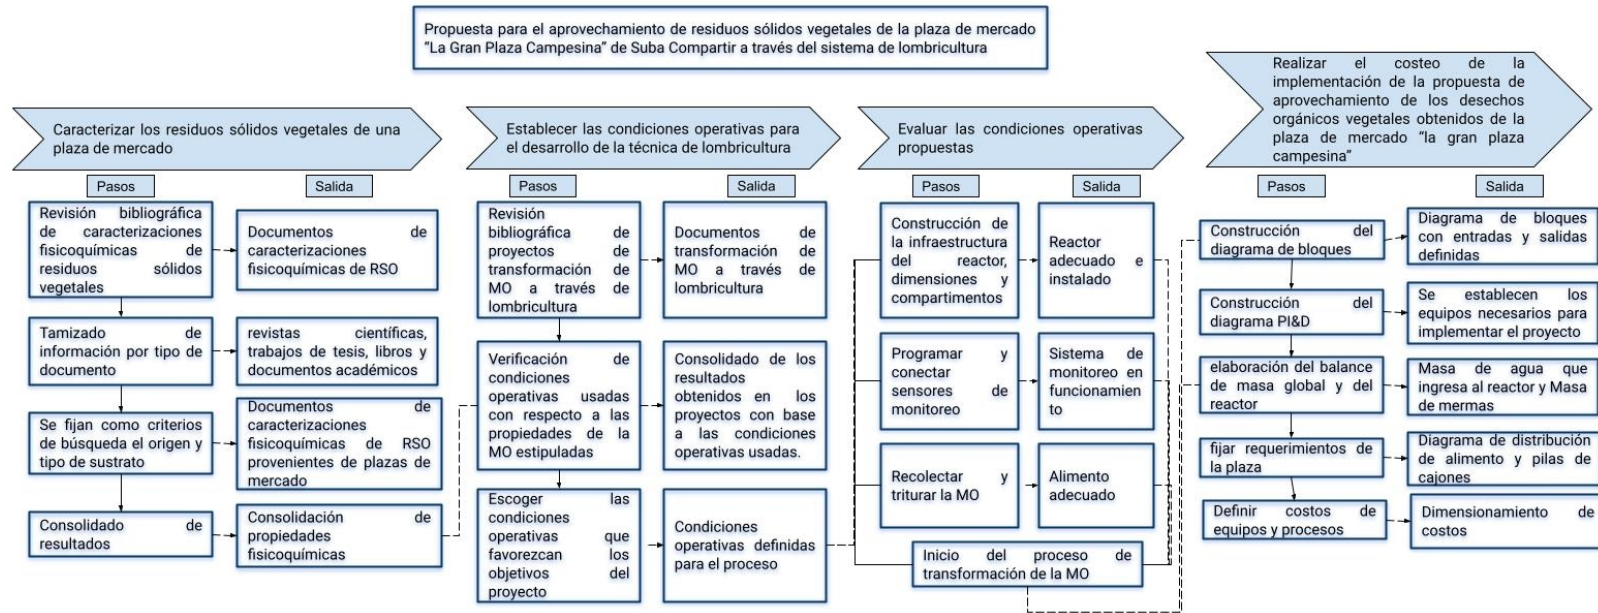 Propuesta para el aprovechamiento de residuos sólidos vegetales de la plaza de mercado
"La Gran Plaza Campesina" de Suba Compartir a través del sistema de lombricultura
Caracterizar los residuos sólidos vegetales de una
plaza de mercado
Pasos
Salida
Revisión bibliográfica
de caracterizaciones
fisicoquímicas de
residuos sólidos
vegetales
Documentos de
caracterizaciones
fisicoquímicas de RSO
Tamizado de
información por tipo de
documento
revistas científicas,
trabajos de tesis, libros y
documentos académicos
Se fijan como criterios
de búsqueda el origen y
tipo de sustrato
Documentos de
caracterizaciones
fisicoquímicas de RSO
provenientes de plazas de
mercado
Consolidado de
resultados
Consolidación de
propiedades
fisicoquímicas
Establecer las condiciones operativas para
el desarrollo de la técnica de lombricultura
Pasos
Salida
Revisión
bibliográfica de
proyectos de
transformación de
MO a través de
lombricultura
Documentos de
transformación de
MO a través de
lombricultura
Verificación de
condiciones
operativas usadas
con respecto a las
propiedades de la
MO estipuladas
Consolidado de los
resultados
obtenidos en los
proyectos con base
a las condiciones
operativas usadas.
Escoger las
condiciones
operativas que
favorezcan los
objetivos del
proyecto
Condiciones
operativas definidas
para el proceso
Evaluar las condiciones operativas
propuestas
Pasos
Salida
Construcción de
la infraestructura
del reactor,
dimensiones y
compartimentos
Reactor
adecuado e
instalado
Programar y
conectar
sensores de
monitoreo
Sistema de
monitoreo en
funcionamien
to
Recolectar y
triturar la MO
Alimento
adecuado
Inicio del proceso de
transformación de la MO
Realizar el costeo de la
implementación de la propuesta de
aprovechamiento de los desechos
orgánicos vegetales obtenidos de la
plaza de mercado "la gran plaza
campesina"
Pasos
Salida
Construcción del
diagrama de bloques
Diagrama de bloques
con entradas y salidas
definidas
Construcción del
diagrama PI&D
Se establecen los
equipos necesarios para
implementar el proyecto
elaboración del balance
de masa global y del
reactor
Masa de agua que
ingresa al reactor y Masa
de mermas
fijar requerimientos de
la plaza
Diagrama de distribución
de alimento y pilas de
cajones
Definir costos de
equipos y procesos
Dimensionamiento de
costos